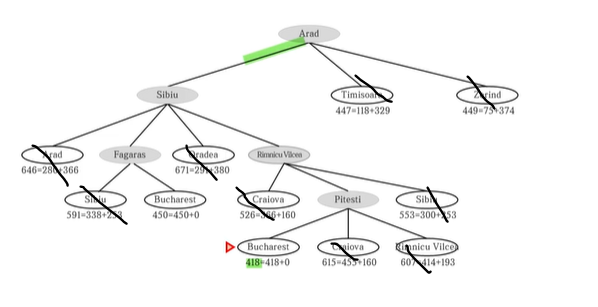 Arad
Sibiu
Timisoara
447=118+329
Zerind
449=75+374
Arad
646=280+366
Fagaras
Oradea
671=291+380
Rimnicu Vilcea
Sibiu
591=338+253
Bucharest
450=450+0
Craiova
526=366+160
Pitesti
Sibiu
553=300+253
Bucharest
418=418+0
Craiova
615=455+160
Rimnicu Vilcea
607=414+193